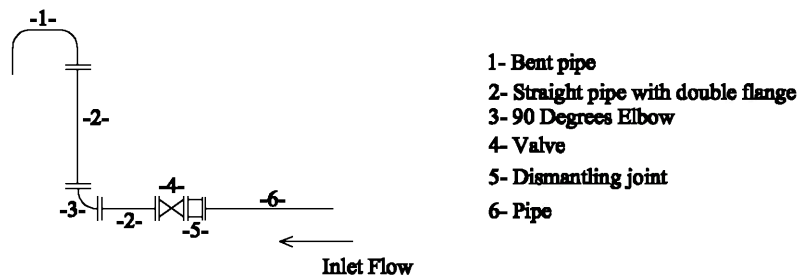 -1-
1- Bent pipe
2- Straight pipe with double flange
-2-
3- 90 Degrees Elbow
4- Valve
5- Dismantling joint
-4-
-6-
6- Pipe
-3-
-2-
-5-
Inlet Flow